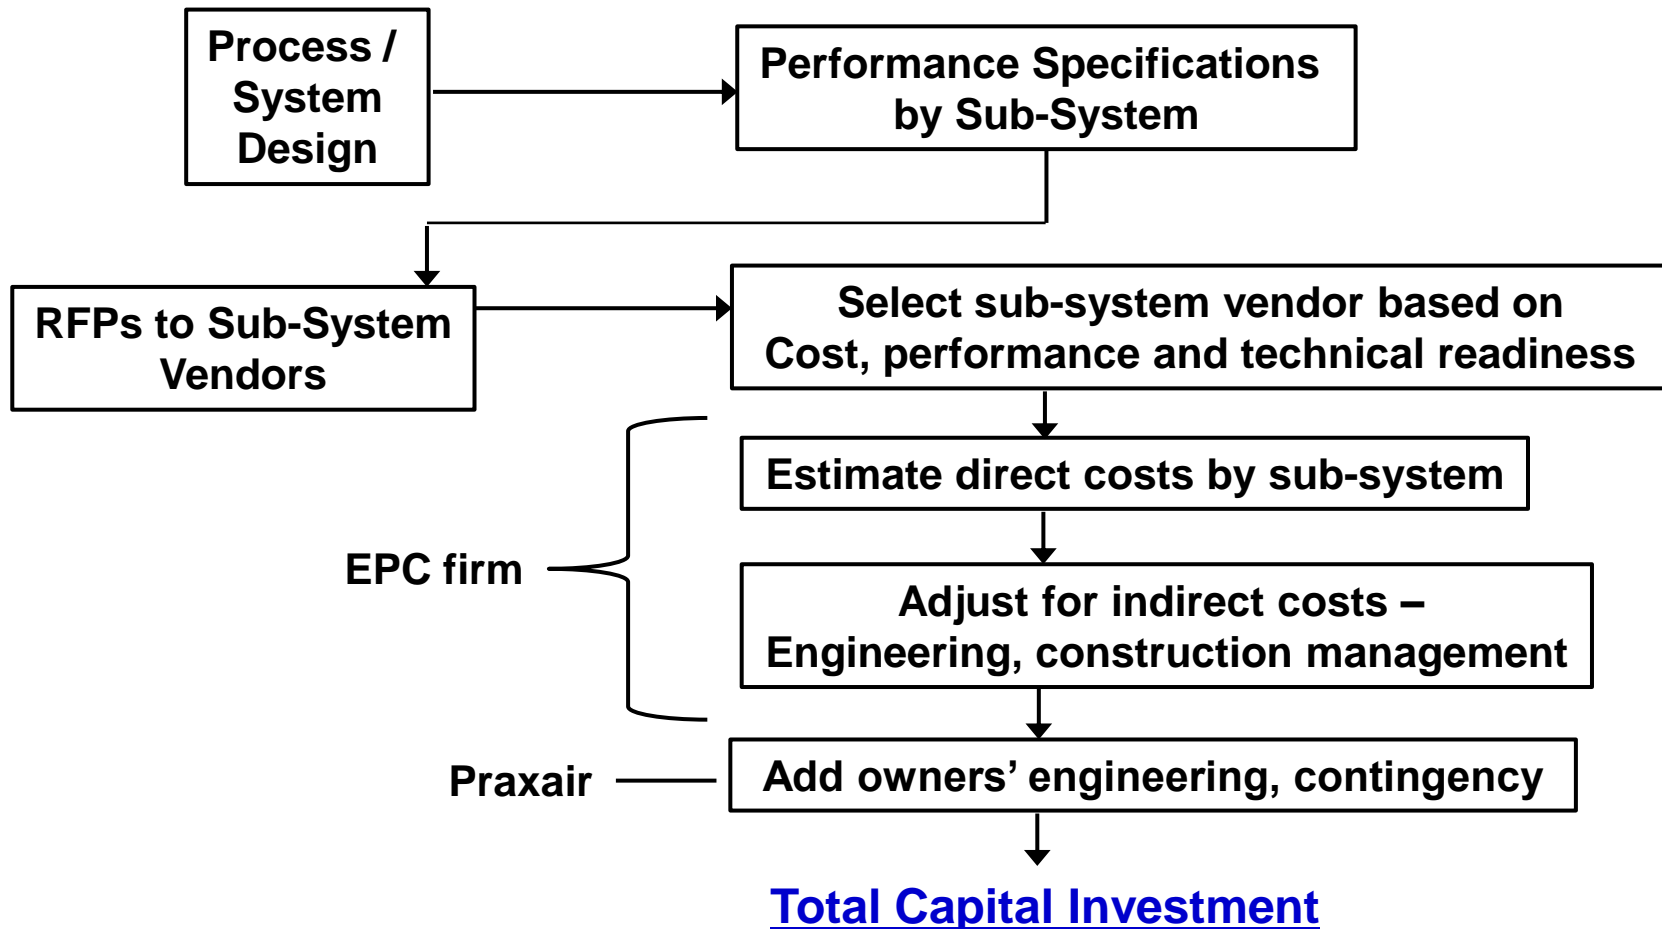 Process /
System
Design
Performance Specifications
by Sub-System
RFPs to Sub-System
Vendors
Select sub-system vendor based on
Cost, performance and technical readiness
Estimate direct costs by sub-system
EPC firm
Adjust for indirect costs –
Engineering, construction management
Praxair
Add owners’ engineering, contingency
Total Capital Investment